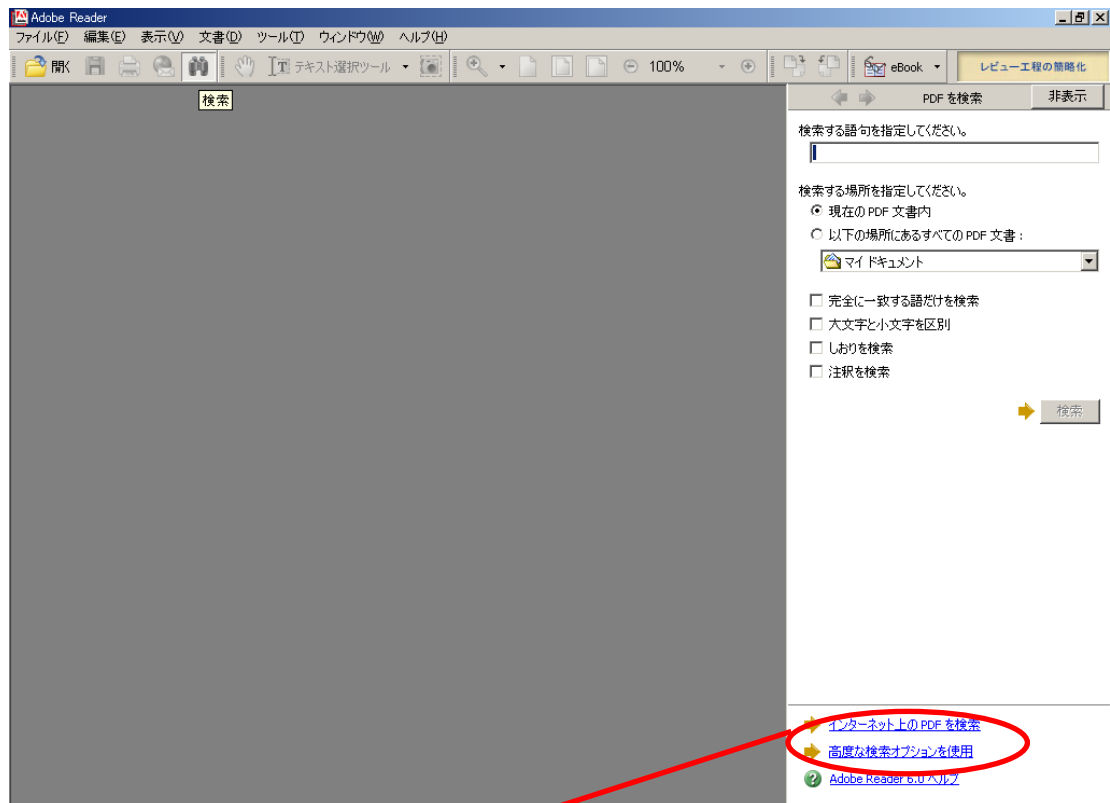 Adobe Reader
ファイル(F) 編集(E) 表示(V) 文書(D) ツール(T) ウィンドウ(W) ヘルプ(H)
開く テキスト選択ツール 100% eBook レビュー工程の簡略化
検索
PDF を検索 非表示
検索する語句を指定してください。
検索する場所を指定してください。
現在の PDF 文書内
以下の場所にあるすべての PDF 文書 :
マイ ドキュメント
完全に一致する語だけを検索
大文字と小文字を区別
しおりを検索
注釈を検索
検索
インターネット上の PDF を検索
高度な検索オプションを使用
Adobe Reader 6.0 ヘルプ